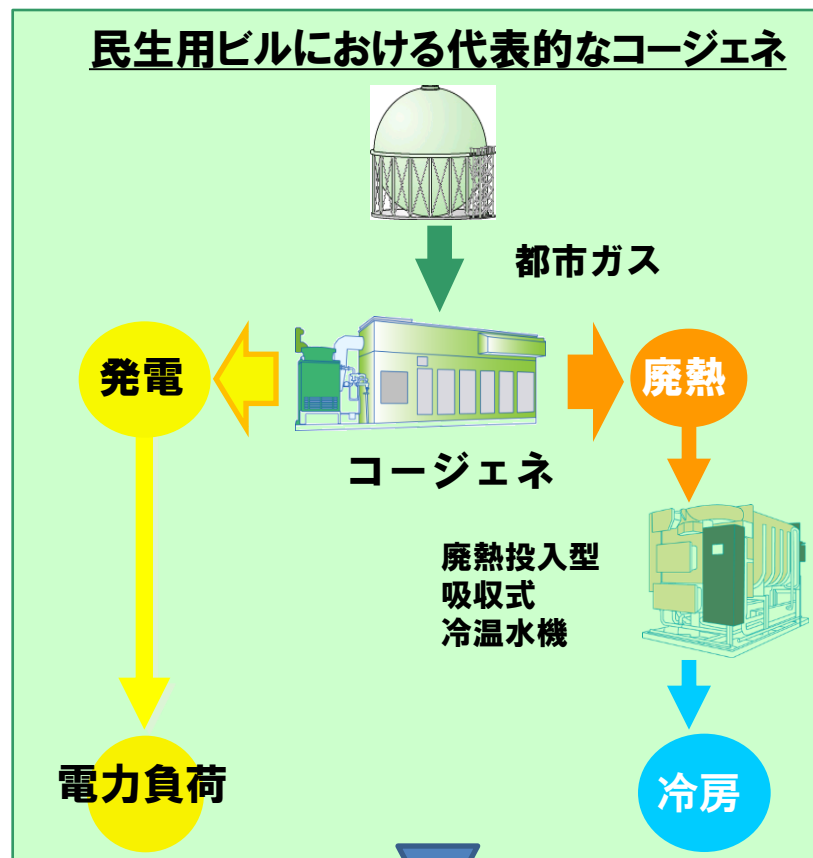 民生用ビルにおける代表的なコージェネ
都市ガス
発電
廃熱
コージェネ
廃熱投入型
吸収式
冷温水機
電力負荷
冷房